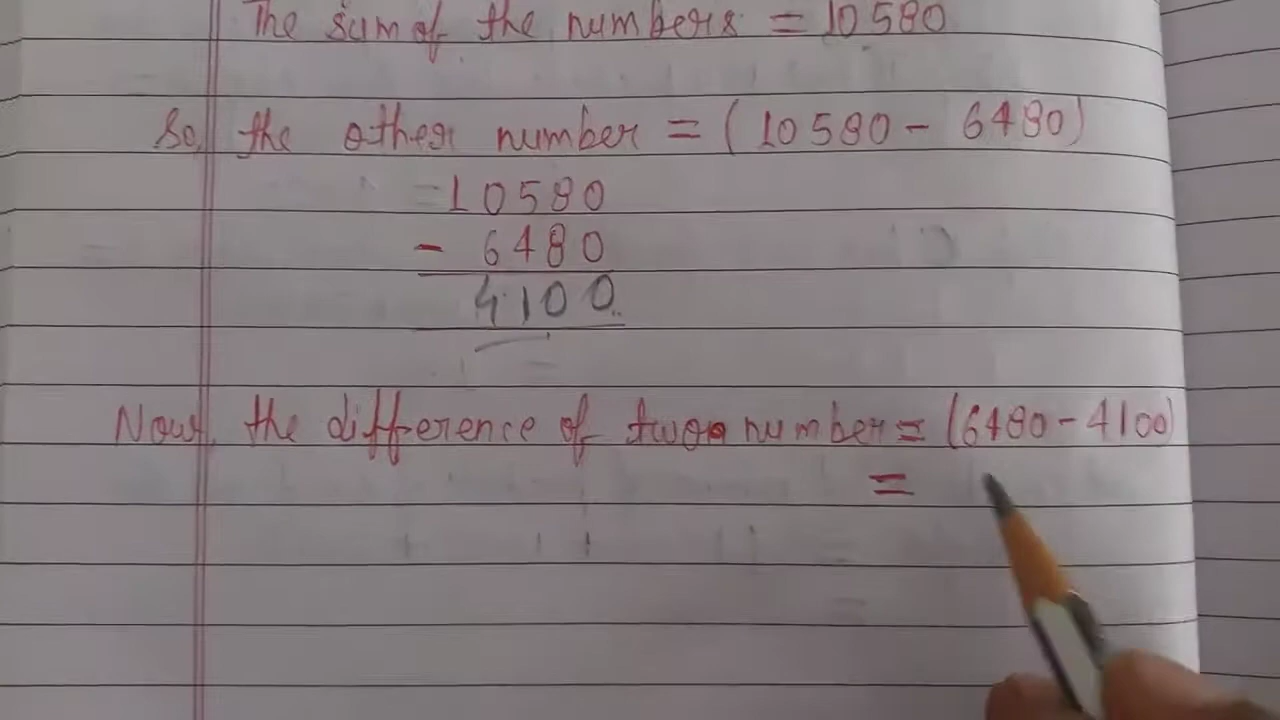 The sum of the numbers = 10580
So, the other number = (10580 - 6480)
10580
- 6480
4100
Now, the difference of two number = (6480 - 4100)
=